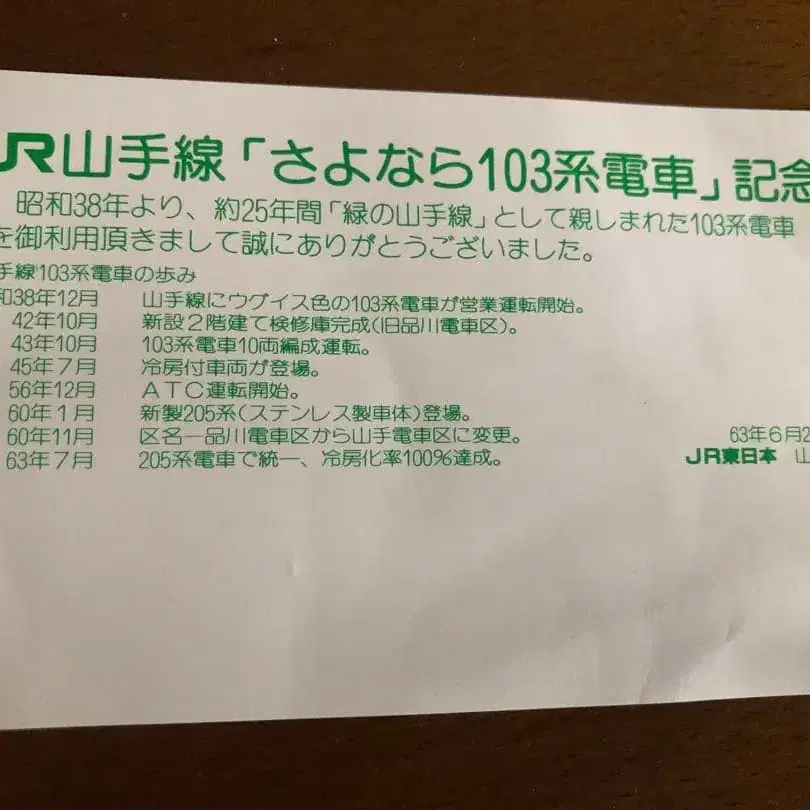 JR山手線「さよなら103系電車」記念
昭和38年より、約25年間「緑の山手線」として親しまれた103系電車
を御利用頂きまして誠にありがとうございました。
手線103系電車の歩み
和38年12月 山手線にウグイス色の103系電車が営業運転開始。
42年10月 新設2階建て検修庫完成(旧品川電車区)。
43年10月 103系電車10両編成運転。
45年7月 冷房付車両が登場。
56年12月 ATC運転開始。
60年1月 新製205系(ステンレス製車体)登場。
60年11月 区名一品川電車区から山手電車区に変更。
63年7月 205系電車で統一、冷房化率100%達成。
63年6月2
JR東日本 山